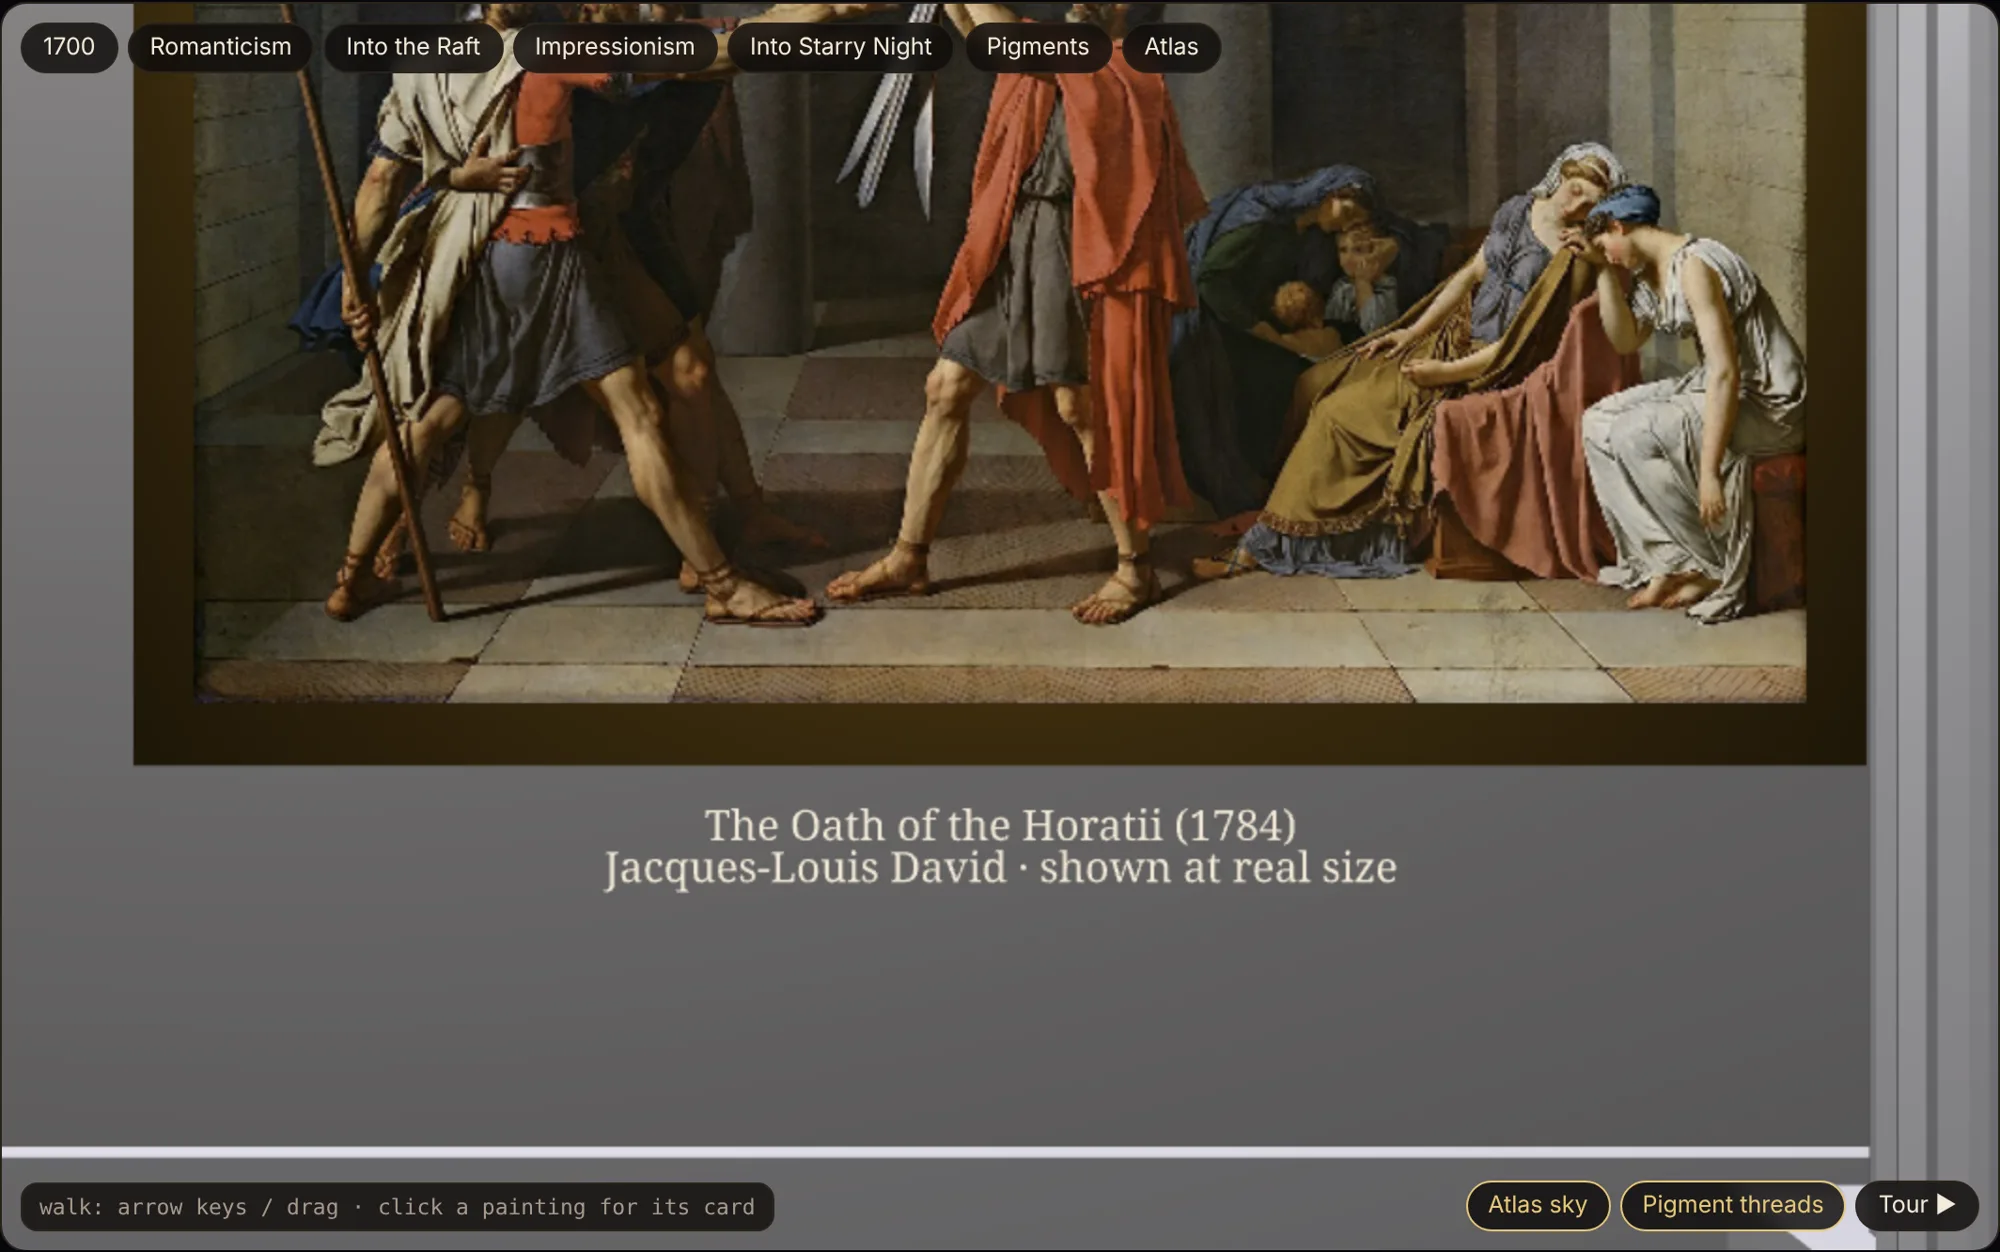 1700 Romanticism Into the Raft Impressionism Into Starry Night Pigments Atlas
The Oath of the Horatii (1784)
Jacques-Louis David · shown at real size
walk: arrow keys / drag · click a painting for its card
Atlas sky Pigment threads Tour ▶